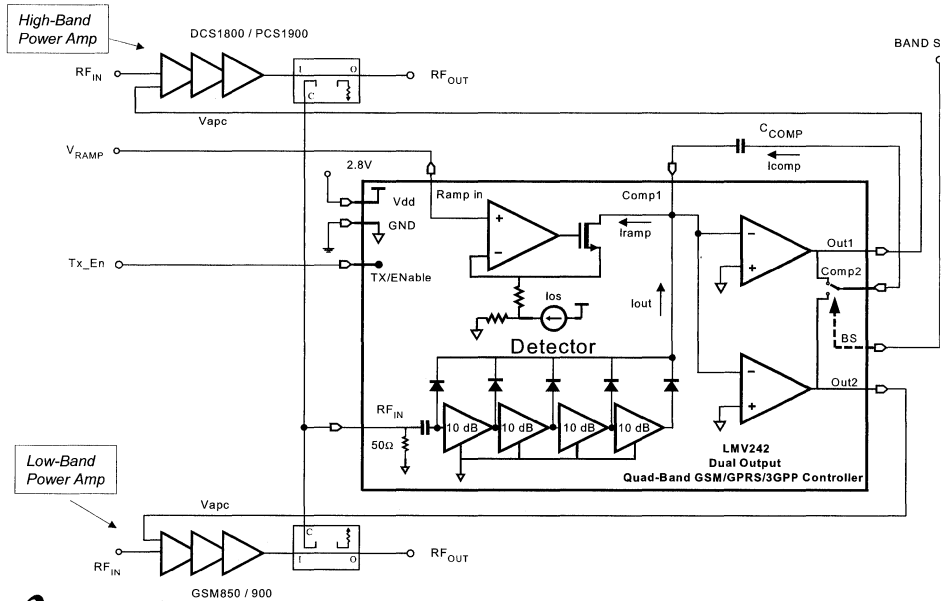 High-Band
Power Amp
DCS1800 / PCS1900
BAND S
RF_IN
I O
C
RF_OUT
Vapc
C_COMP
Icomp
V_RAMP
2.8V
Vdd
Ramp in
Comp1
GND
Iramp
Out1
Tx_En
TX/ENable
Comp2
Ios
Iout
BS
Detector
Out2
RF_IN
10 dB 10 dB 10 dB 10 dB
50Ω
LMV242
Dual Output
Quad-Band GSM/GPRS/3GPP Controller
Low-Band
Power Amp
Vapc
C
I O
RF_IN
RF_OUT
GSM850 / 900